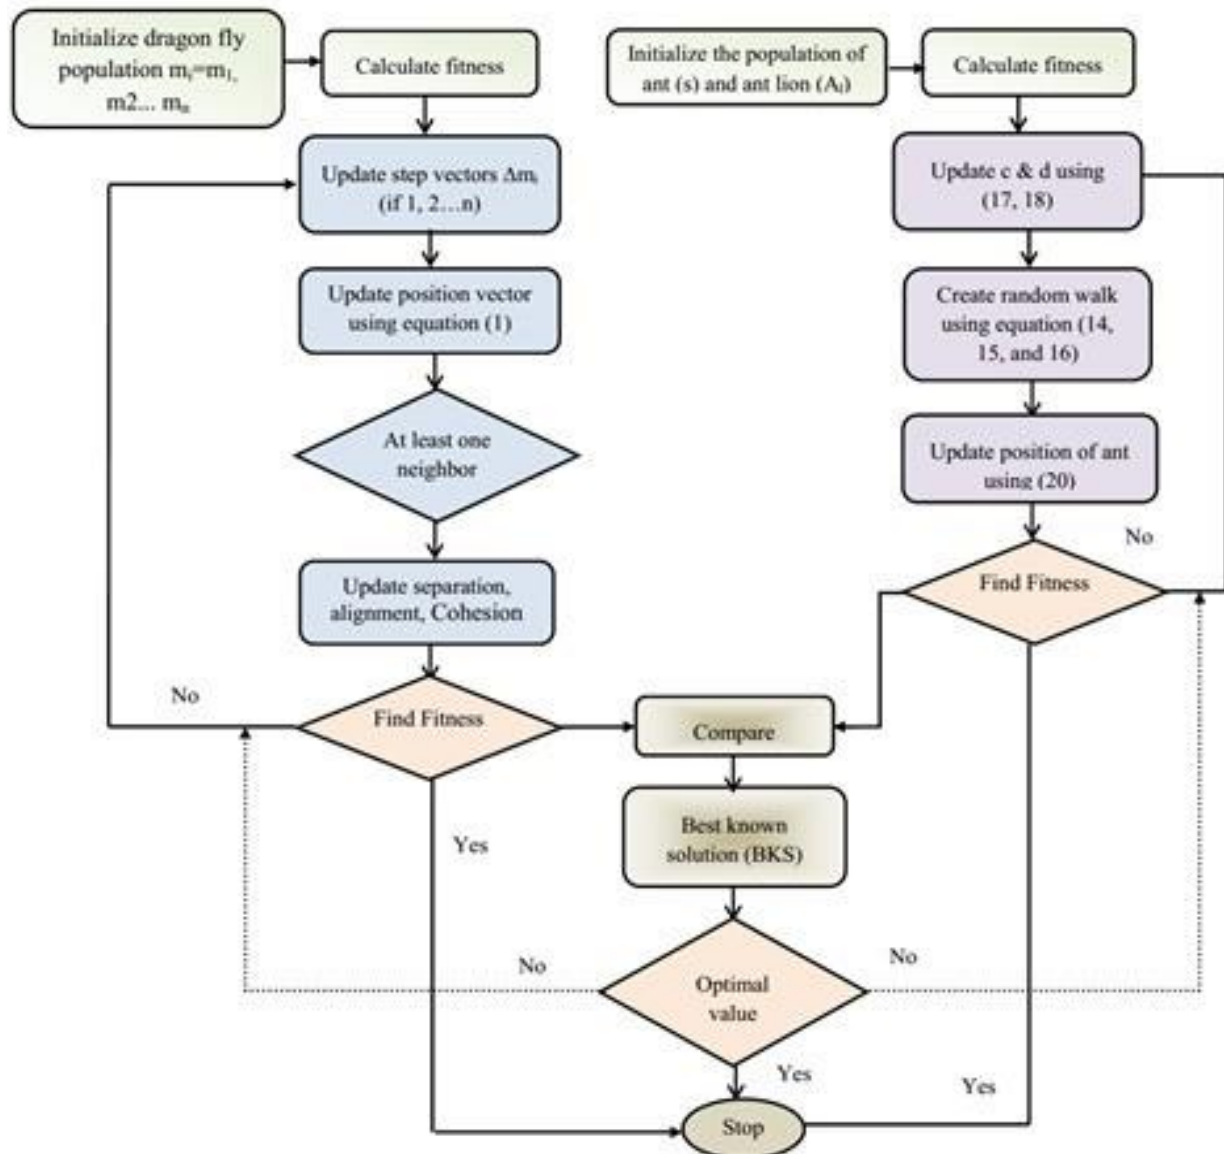 Initialize dragon fly
population mᵢ=m₁,
m2... mₙ
Calculate fitness
Update step vectors Δmᵢ
(if 1, 2…n)
Update position vector
using equation (1)
At least one
neighbor
Update separation,
alignment, Cohesion
No
Find Fitness
Yes
Initialize the population of
ant (s) and ant lion (Aₗ)
Calculate fitness
Update c & d using
(17, 18)
Create random walk
using equation (14,
15, and 16)
Update position of ant
using (20)
No
Find Fitness
Compare
Best known
solution (BKS)
No
No
Optimal
value
Yes
Yes
Stop